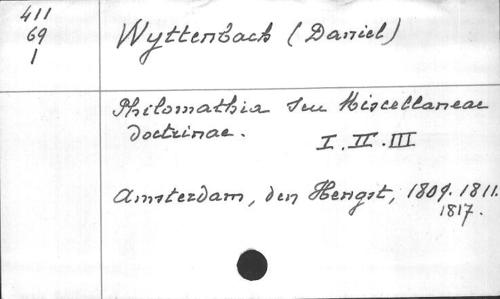 411
69
1
Wyttenbach (Daniel)
Philomathia seu Miscellaneae
doctrinae.
I. II. III
Amsterdam, den Hengst, 1809. 1811.
1817.